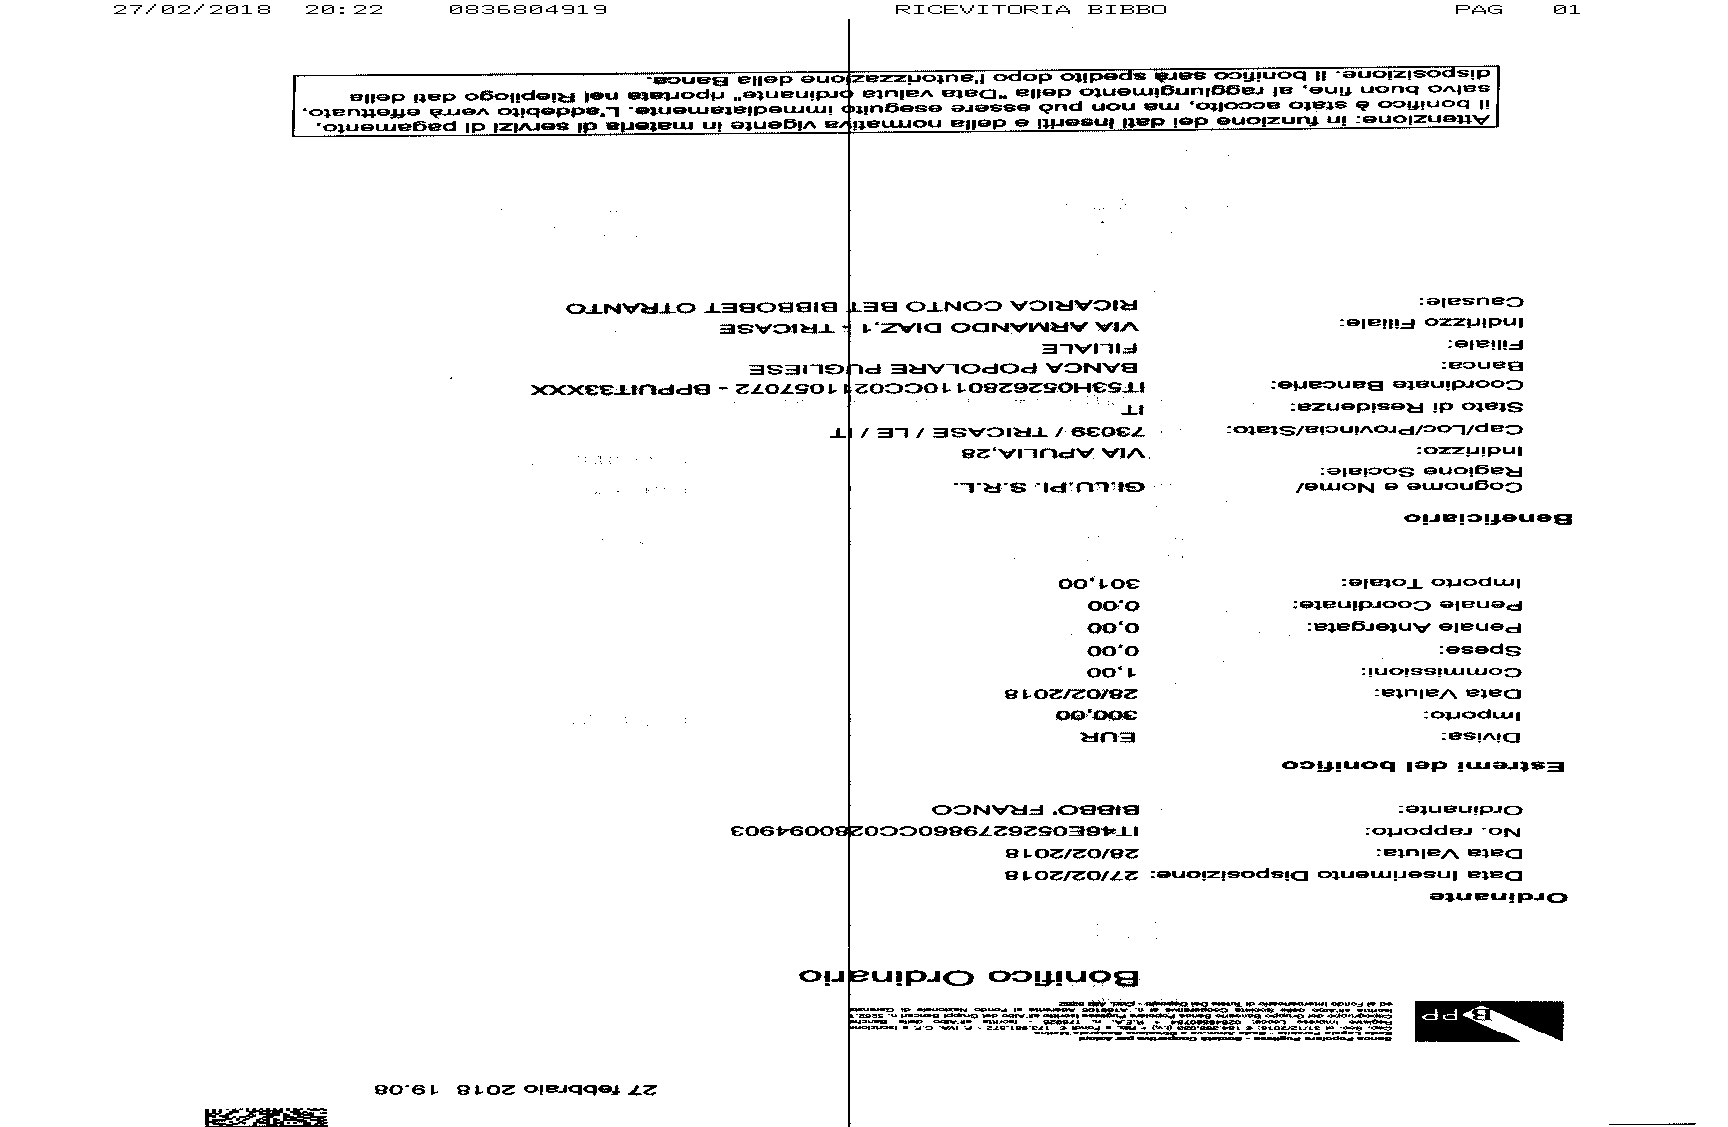 27/02/2018 20:22 0836804919 RICEVITORIA BIBBO PAG 01
27 febbraio 2018 19.08
BPP
Banca Popolare Pugliese - Società Cooperativa per Azioni
Bonifico Ordinario
Ordinante
Data Inserimento Disposizione: 27/02/2018
Data Valuta: 28/02/2018
No. rapporto: IT46E0526279860CC0280094903
Ordinante: BIBBO' FRANCO
Estremi del bonifico
Divisa: EUR
Importo: 300,00
Data Valuta: 28/02/2018
Commissioni: 1,00
Spese: 0,00
Penale Antergata: 0,00
Penale Coordinate: 0,00
Importo Totale: 301,00
Beneficiario
Cognome e Nome/ GI.LU.PI. S.R.L.
Ragione Sociale:
Indirizzo: VIA APULIA,28
Cap/Loc/Provincia/Stato: 73039 / TRICASE / LE / IT
Stato di Residenza: IT
Coordinate Bancarie: IT53H0526280110CC0211057072 - BPPUIT33XXX
Banca: BANCA POPOLARE PUGLIESE
Filiale: FILIALE
Indirizzo Filiale: VIA ARMANDO DIAZ,1 - TRICASE
Causale: RICARICA CONTO BET BIBBOBET OTRANTO
Attenzione: in funzione dei dati inseriti e della normativa vigente in materia di servizi di pagamento,
il bonifico è stato accolto, ma non può essere eseguito immediatamente. L'addebito verrà effettuato,
salvo buon fine, al raggiungimento della "Data valuta ordinante" riportata nel Riepilogo dati della
disposizione. Il bonifico sarà spedito dopo l'autorizzazione della Banca.